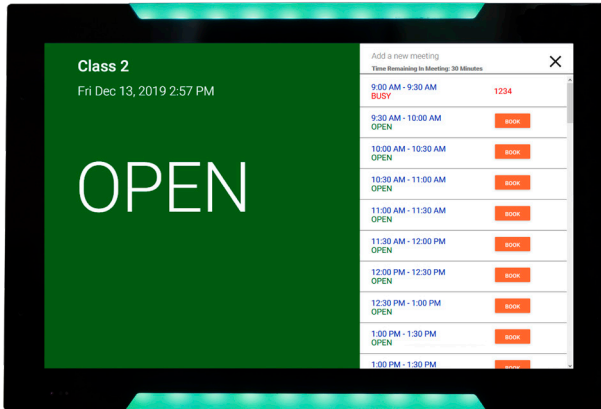 Class 2
Fri Dec 13, 2019 2:57 PM
OPEN
Add a new meeting
Time Remaining In Meeting: 30 Minutes
9:00 AM - 9:30 AM
BUSY
1234
9:30 AM - 10:00 AM
OPEN
BOOK
10:00 AM - 10:30 AM
OPEN
BOOK
10:30 AM - 11:00 AM
OPEN
BOOK
11:00 AM - 11:30 AM
OPEN
BOOK
11:30 AM - 12:00 PM
OPEN
BOOK
12:00 PM - 12:30 PM
OPEN
BOOK
12:30 PM - 1:00 PM
OPEN
BOOK
1:00 PM - 1:30 PM
OPEN
BOOK
1:00 PM - 1:30 PM
BOOK